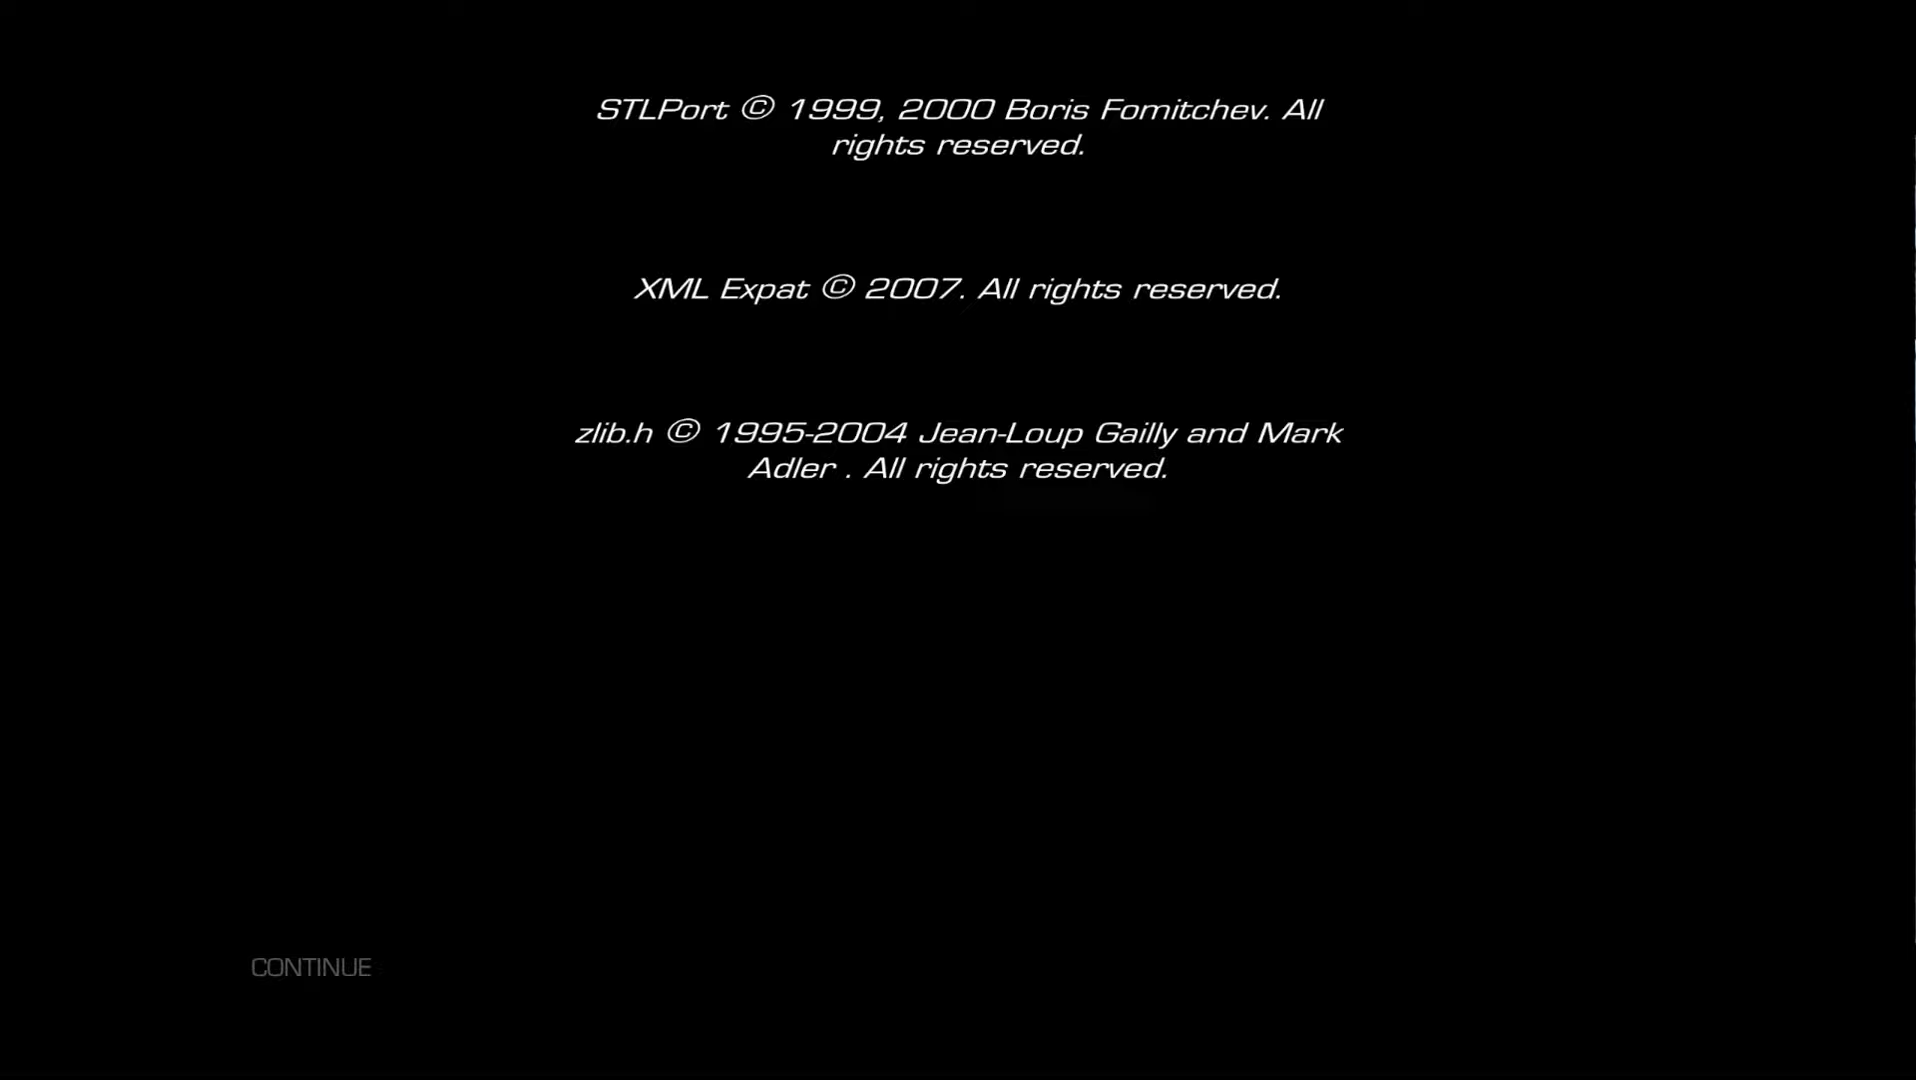 STLPort © 1999, 2000 Boris Fomitchev. All
rights reserved.
XML Expat © 2007. All rights reserved.
zlib.h © 1995-2004 Jean-Loup Gailly and Mark
Adler . All rights reserved.
CONTINUE